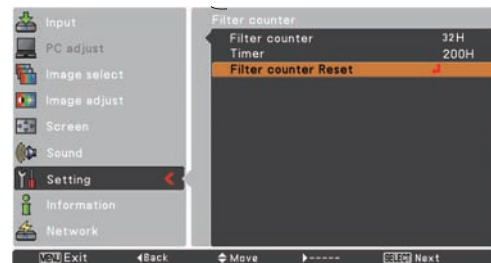 Input
PC adjust
Image select
Image adjust
Screen
Sound
Setting
Information
Network
Filter counter
Filter counter 32H
Timer 200H
Filter counter Reset
MENU Exit ◀Back Move ▶----- SELECT Next